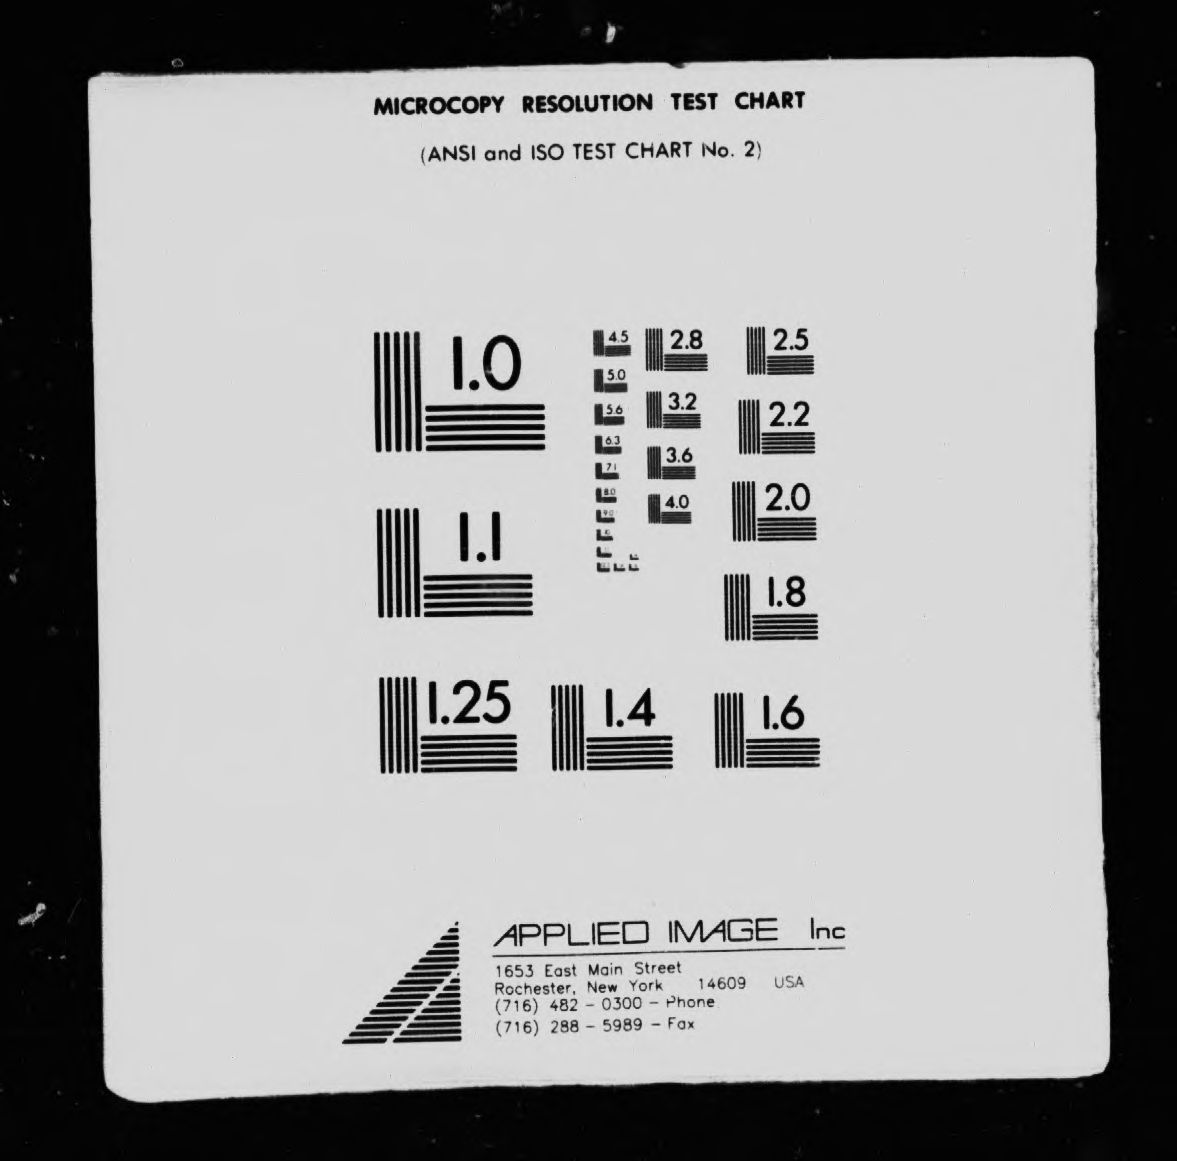 MICROCOPY RESOLUTION TEST CHART
(ANSI and ISO TEST CHART No. 2)
1.0
4.5
2.8
2.5
5.0
3.2
2.2
5.6
6.3
3.6
7.1
2.0
8.0
4.0
9.0
1.1
1.8
1.25
1.4
1.6
APPLIED IMAGE Inc
1653 East Main Street
Rochester, New York 14609 USA
(716) 482 - 0300 - Phone
(716) 288 - 5989 - Fax